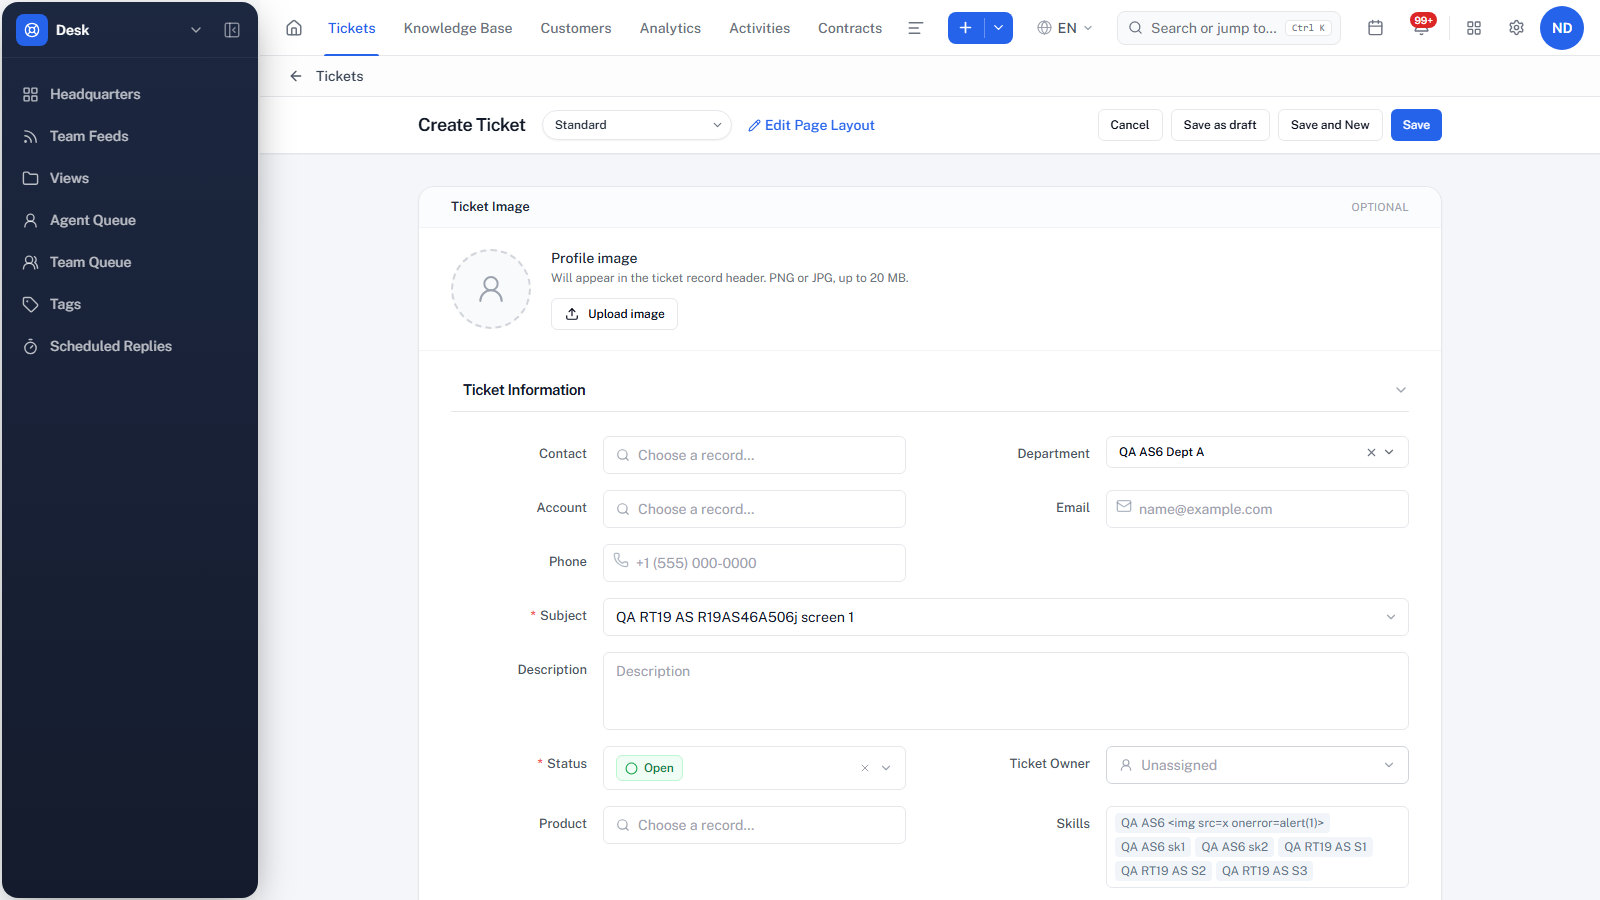 Desk
Headquarters
Team Feeds
Views
Agent Queue
Team Queue
Tags
Scheduled Replies
Tickets
Knowledge Base
Customers
Analytics
Activities
Contracts
EN
Search or jump to...
Ctrl K
99+
ND
Tickets
Create Ticket
Standard
Edit Page Layout
Cancel
Save as draft
Save and New
Save
Ticket Image
OPTIONAL
Profile image
Will appear in the ticket record header. PNG or JPG, up to 20 MB.
Upload image
Ticket Information
Contact
Choose a record...
Department
QA AS6 Dept A
Account
Choose a record...
Email
name@example.com
Phone
+1 (555) 000-0000
* Subject
QA RT19 AS R19AS46A506j screen 1
Description
Description
* Status
Open
Ticket Owner
Unassigned
Product
Choose a record...
Skills
QA AS6 <img src=x onerror=alert(1)>
QA AS6 sk1 QA AS6 sk2 QA RT19 AS S1
QA RT19 AS S2 QA RT19 AS S3